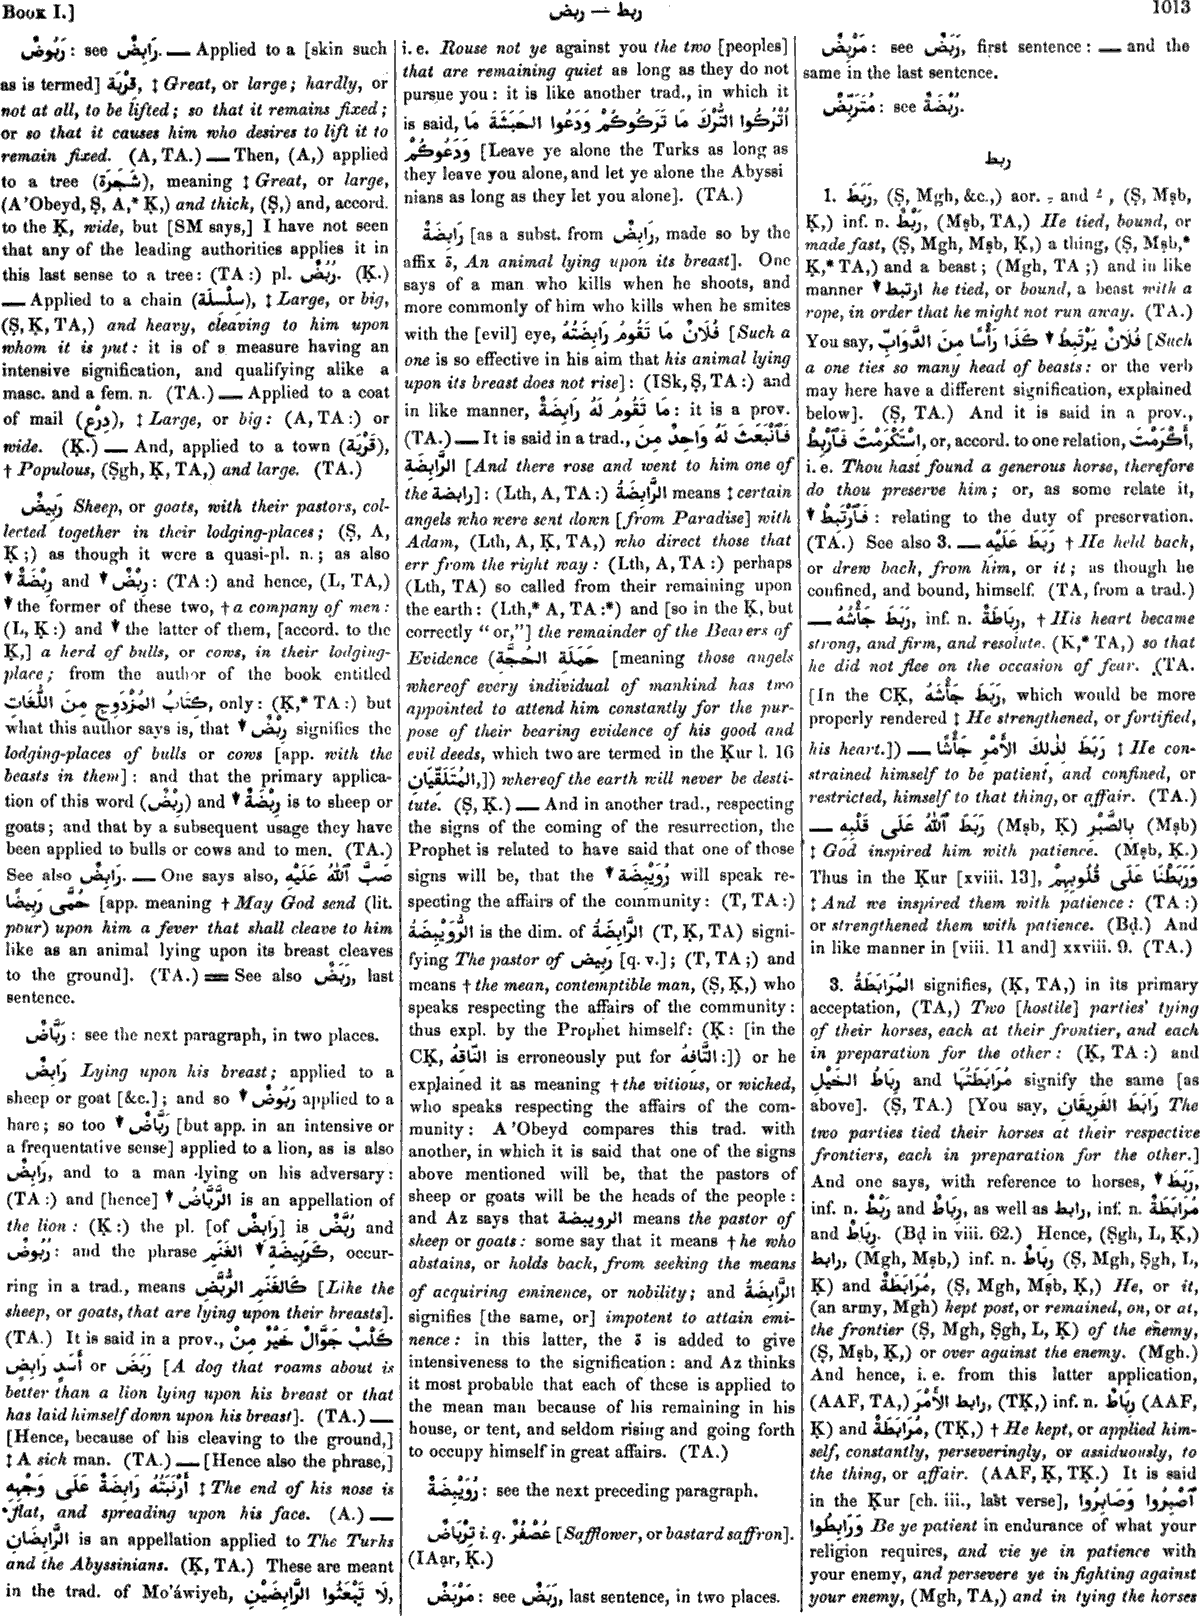 Book I.]
ربض — ربط
1013
رَبُوضٌ : see رَابِضٌ. — Applied to a [skin such
as is termed] قِرْبَة, ‡ Great, or large; hardly, or
not at all, to be lifted; so that it remains fixed;
or so that it causes him who desires to lift it to
remain fixed. (A, TA.) — Then, (A,) applied
to a tree (شَجَرَة), meaning ‡ Great, or large,
(A 'Obeyd, Ṣ, A,* Ḳ,) and thick, (Ṣ,) and, accord.
to the Ḳ, wide, but [SM says,] I have not seen
that any of the leading authorities applies it in
this last sense to a tree: (TA:) pl. رُبُضٌ. (Ḳ.)
— Applied to a chain (سِلْسِلَة), ‡ Large, or big,
(Ṣ, Ḳ, TA,) and heavy, cleaving to him upon
whom it is put: it is of a measure having an
intensive signification, and qualifying alike a
masc. and a fem. n. (TA.) — Applied to a coat
of mail (دِرْع), ‡ Large, or big: (A, TA:) or
wide. (Ḳ.) — And, applied to a town (قَرْيَة),
† Populous, (Ṣgh, Ḳ, TA,) and large. (TA.)
رَبِيضٌ Sheep, or goats, with their pastors, col-
lected together in their lodging-places; (Ṣ, A,
Ḳ;) as though it were a quasi-pl. n.; as also
▾ رِبْضَةٌ and ▾ رِبْضٌ : (TA:) and hence, (L, TA,)
▾ the former of these two, † a company of men:
(L, Ḳ:) and ▾ the latter of them, [accord. to the
Ḳ,] a herd of bulls, or cows, in their lodging-
place; from the author of the book entitled
كِتَابُ المُزْدَوِجِ مِنَ اللُّغَاتِ, only: (Ḳ,* TA:) but
what this author says is, that ▾ رِبْضٌ signifies the
lodging-places of bulls or cows [app. with the
beasts in them]: and that the primary applica-
tion of this word (رِبْضٌ) and ▾ رِبْضَةٌ is to sheep or
goats; and that by a subsequent usage they have
been applied to bulls or cows and to men. (TA.)
See also رَابِضٌ. — One says also, صَبَّ ٱللّٰهُ عَلَيْهِ
حُمَّى رَبِيضًا [app. meaning † May God send (lit.
pour) upon him a fever that shall cleave to him
like as an animal lying upon its breast cleaves
to the ground]. (TA.) = See also رَبَضٌ, last
sentence.
رَبَّاضٌ : see the next paragraph, in two places.
رَابِضٌ Lying upon his breast; applied to a
sheep or goat [&c.]; and so ▾ رَبُوضٌ applied to a
hare; so too ▾ رَبَّاضٌ [but app. in an intensive or
a frequentative sense] applied to a lion, as is also
رَابِضٌ, and to a man lying on his adversary:
(TA:) and [hence] ▾ الرَّبَّاضُ is an appellation of
the lion: (Ḳ:) the pl. [of رَابِضٌ] is رُبَّضٌ and
رُبُوضٌ : and the phrase كَرَبِيضَةِ ▾ الغَنَمِ, occur-
ring in a trad., means كَالغَنَمِ الرُّبَّضِ [Like the
sheep, or goats, that are lying upon their breasts].
(TA.) It is said in a prov., كَلْبٌ جَوَّالٌ خَيْرٌ مِنْ
أَسَدٍ رَابِضٍ or رَبَضَ [A dog that roams about is
better than a lion lying upon his breast or that
has laid himself down upon his breast]. (TA.) —
[Hence, because of his cleaving to the ground,]
‡ A sick man. (TA.) — [Hence also the phrase,]
أَرْنَبَتُهُ رَابِضَةٌ عَلَى وَجْهِهِ ‡ The end of his nose is
flat, and spreading upon his face. (A.) —
الرَّابِضَانِ is an appellation applied to The Turks
and the Abyssinians. (Ḳ, TA.) These are meant
in the trad. of Mo'áwiyeh, لَا تَبْعَثُوا الرَّابِضَيْنِ,
i. e. Rouse not ye against you the two [peoples]
that are remaining quiet as long as they do not
pursue you: it is like another trad., in which it
is said, اُتْرُكُوا التُّرْكَ مَا تَرَكُوكُمْ وَدَعُوا الحَبَشَةَ مَا
وَدَعُوكُمْ [Leave ye alone the Turks as long as
they leave you alone, and let ye alone the Abyssi
nians as long as they let you alone]. (TA.)
رَابِضَةٌ [as a subst. from رَابِضٌ, made so by the
affix ة, An animal lying upon its breast]. One
says of a man who kills when he shoots, and
more commonly of him who kills when he smites
with the [evil] eye, فُلَانٌ مَا تَقُومُ رَابِضَتُهُ [Such a
one is so effective in his aim that his animal lying
upon its breast does not rise]: (ISk, Ṣ, TA:) and
in like manner, مَا تَقُومُ لَهُ رَابِضَةٌ : it is a prov.
(TA.) — It is said in a trad., فَٱنْبَعَثَ لَهُ وَاحِدٌ مِنَ
الرَّابِضَةِ [And there rose and went to him one of
the رابضة]: (Lth, A, TA:) الرَّابِضَةُ means ‡ certain
angels who were sent down [from Paradise] with
Adam, (Lth, A, Ḳ, TA,) who direct those that
err from the right way: (Lth, A, TA:) perhaps
(Lth, TA) so called from their remaining upon
the earth: (Lth,* A, TA:*) and [so in the Ḳ, but
correctly “or,”] the remainder of the Bearers of
Evidence (حَمَلَة الحُجَّة [meaning those angels
whereof every individual of mankind has two
appointed to attend him constantly for the pur-
pose of their bearing evidence of his good and
evil deeds, which two are termed in the Ḳur l. 16
المُتَلَقِّيَانِ,]) whereof the earth will never be desti-
tute. (Ṣ, Ḳ.) — And in another trad., respecting
the signs of the coming of the resurrection, the
Prophet is related to have said that one of those
signs will be, that the ▾ رُوَيْبِضَة will speak re-
specting the affairs of the community: (T, TA:)
الرُّوَيْبِضَةُ is the dim. of الرَّابِضَةُ (T, Ḳ, TA) signi-
fying The pastor of رَبِيض [q. v.]; (T, TA;) and
means † the mean, contemptible man, (Ṣ, Ḳ,) who
speaks respecting the affairs of the community:
thus expl. by the Prophet himself: (Ḳ: [in the
CḲ, النّاقِهُ is erroneously put for التَّافِهُ :]) or he
explained it as meaning † the vitious, or wicked,
who speaks respecting the affairs of the com-
munity: A 'Obeyd compares this trad. with
another, in which it is said that one of the signs
above mentioned will be, that the pastors of
sheep or goats will be the heads of the people:
and Az says that الرويبضة means the pastor of
sheep or goats: some say that it means † he who
abstains, or holds back, from seeking the means
of acquiring eminence, or nobility; and الرَّابِضَةُ
signifies [the same, or] impotent to attain emi-
nence: in this latter, the ة is added to give
intensiveness to the signification: and Az thinks
it most probable that each of these is applied to
the mean man because of his remaining in his
house, or tent, and seldom rising and going forth
to occupy himself in great affairs. (TA.)
رُوَيْبِضَةٌ : see the next preceding paragraph.
تِرْبَاضٌ i. q. عُصْفُرٌ [Safflower, or bastard saffron].
(IAạr, Ḳ.)
مَرْبَضٌ : see رَبَضٌ, last sentence, in two places.
مَرْبِضٌ : see رَبَضٌ, first sentence: — and the
same in the last sentence.
مُتَرَبِّضٌ : see رُبْضَةٌ.
ربط
1. رَبَطَ, (Ṣ, Mgh, &c.,) aor. ـِ and ـُ, (Ṣ, Mṣb,
Ḳ,) inf. n. رَبْطٌ, (Mṣb, TA,) He tied, bound, or
made fast, (Ṣ, Mgh, Mṣb, Ḳ,) a thing, (Ṣ, Mṣb,*
Ḳ,* TA,) and a beast; (Mgh, TA;) and in like
manner ▾ ارتبط he tied, or bound, a beast with a
rope, in order that he might not run away. (TA.)
You say, فُلَانٌ يَرْتَبِطُ ▾ كَذَا رَأْسًا مِنَ الدَّوَابِّ [Such
a one ties so many head of beasts: or the verb
may here have a different signification, explained
below]. (Ṣ, TA.) And it is said in a prov.,
اِسْتَكْرَمْتَ فَٱرْبِطْ, or, accord. to one relation, أَكْرَمْتَ,
i. e. Thou hast found a generous horse, therefore
do thou preserve him; or, as some relate it,
▾ فَٱرْتَبِطْ : relating to the duty of preservation.
(TA.) See also 3. — رَبَطَ عَلَيْهِ † He held back,
or drew back, from him, or it; as though he
confined, and bound, himself. (TA, from a trad.)
— رَبَطَ جَأْشُهُ, inf. n. رِبَاطَةٌ, † His heart became
strong, and firm, and resolute, (Ḳ,* TA,) so that
he did not flee on the occasion of fear. (TA.
[In the CḲ, رَبَطَ جَأْشَهُ, which would be more
properly rendered ‡ He strengthened, or fortified,
his heart.]) — رَبَطَ لِذٰلِكَ الأَمْرِ جَأْشًا ‡ He con-
strained himself to be patient, and confined, or
restricted, himself to that thing, or affair. (TA.)
— رَبَطَ ٱللّٰهُ عَلَى قَلْبِهِ (Mṣb, Ḳ) بِالصَّبْرِ (Mṣb)
‡ God inspired him with patience. (Mṣb, Ḳ.)
Thus in the Ḳur [xviii. 13], وَرَبَطْنَا عَلَى قُلُوبِهِمْ
‡ And we inspired them with patience: (TA:)
or strengthened them with patience. (Bḍ.) And
in like manner in [viii. 11 and] xxviii. 9. (TA.)
3. المُرَابَطَةُ signifies, (Ḳ, TA,) in its primary
acceptation, (TA,) Two [hostile] parties' tying
of their horses, each at their frontier, and each
in preparation for the other: (Ḳ, TA:) and
رِبَاطُ الخَيْلِ and مُرَابَطَتُهَا signify the same [as
above]. (Ṣ, TA.) [You say, رَابَطَ الفَرِيقَانِ The
two parties tied their horses at their respective
frontiers, each in preparation for the other.]
And one says, with reference to horses, ▾ رَبَطَ,
inf. n. رَبْطٌ and رِبَاطٌ, as well as رابط, inf. n. مُرَابَطَةٌ
and رِبَاطٌ. (Bḍ in viii. 62.) Hence, (Ṣgh, L, Ḳ,)
رابط, (Mgh, Mṣb,) inf. n. رِبَاطٌ (Ṣ, Mgh, Ṣgh, L,
Ḳ) and مُرَابَطَةٌ, (Ṣ, Mgh, Mṣb, Ḳ,) He, or it,
(an army, Mgh) kept post, or remained, on, or at,
the frontier (Ṣ, Mgh, Ṣgh, L, Ḳ) of the enemy,
(Ṣ, Mṣb, Ḳ,) or over against the enemy. (Mgh.)
And hence, i. e. from this latter application,
(AAF, TA,) رابط الأَمْرَ, (TḲ,) inf. n. رِبَاطٌ (AAF,
Ḳ) and مُرَابَطَةٌ, (TḲ,) † He kept, or applied him-
self, constantly, perseveringly, or assiduously, to
the thing, or affair. (AAF, Ḳ, TḲ.) It is said
in the Ḳur [ch. iii., last verse], ٱصْبِرُوا وَصَابِرُوا
وَرَابِطُوا Be ye patient in endurance of what your
religion requires, and vie ye in patience with
your enemy, and persevere ye in fighting against
your enemy, (Mgh, TA,) and in tying the horses